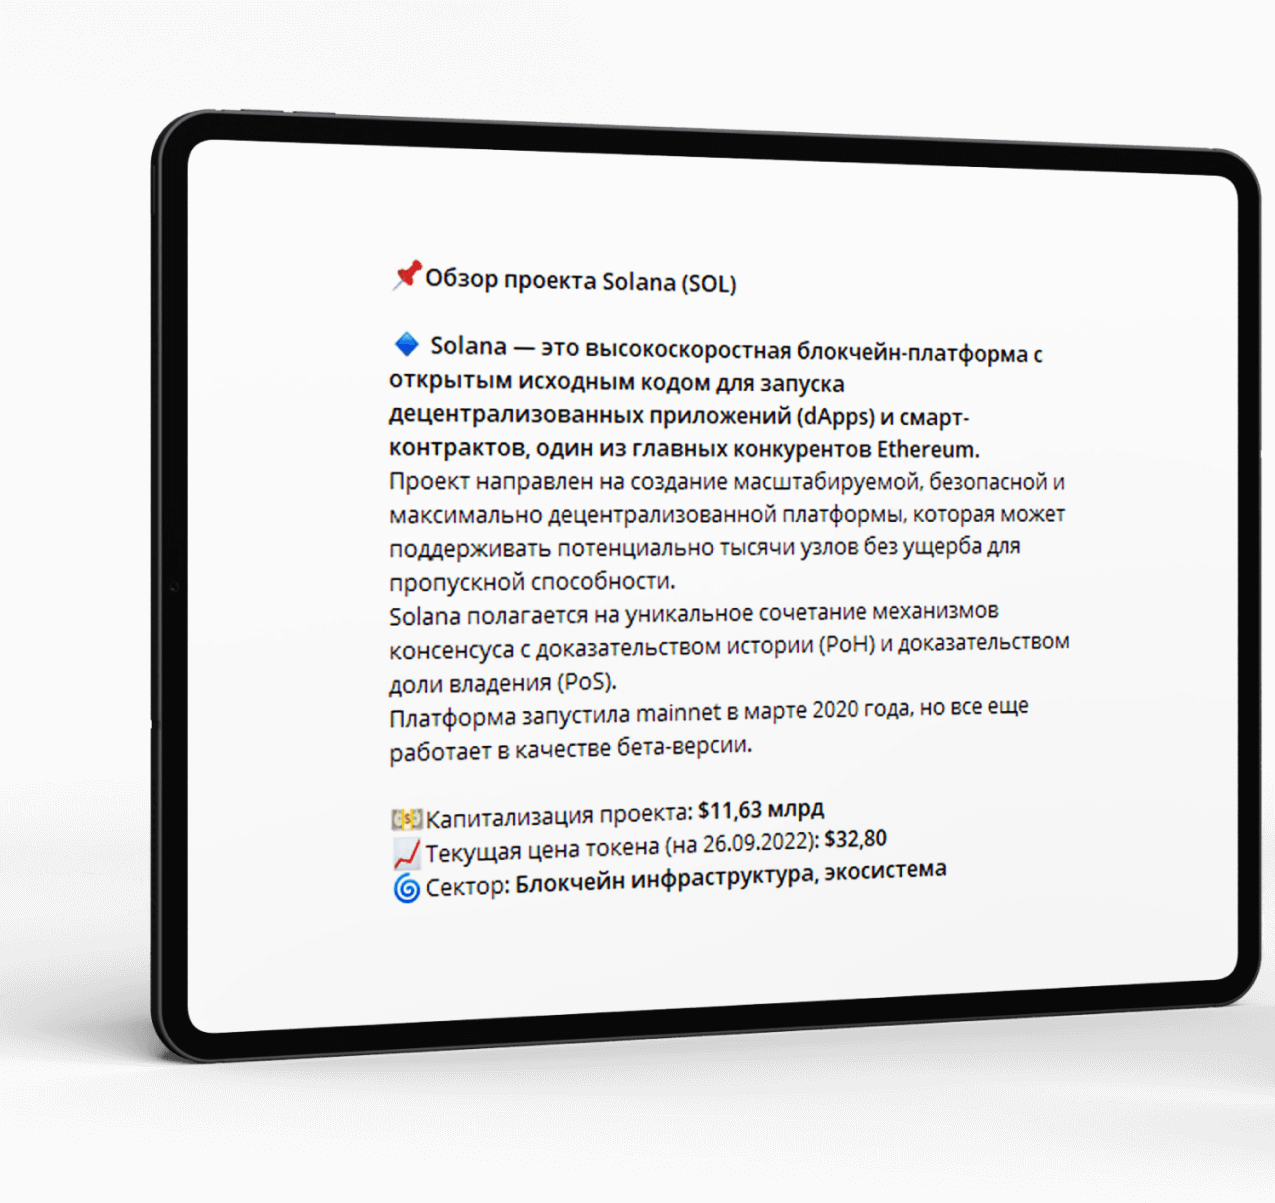 📌Обзор проекта Solana (SOL)
🔷 Solana — это высокоскоростная блокчейн-платформа с
открытым исходным кодом для запуска
децентрализованных приложений (dApps) и смарт-
контрактов, один из главных конкурентов Ethereum.
Проект направлен на создание масштабируемой, безопасной и
максимально децентрализованной платформы, которая может
поддерживать потенциально тысячи узлов без ущерба для
пропускной способности.
Solana полагается на уникальное сочетание механизмов
консенсуса с доказательством истории (PoH) и доказательством
доли владения (PoS).
Платформа запустила mainnet в марте 2020 года, но все еще
работает в качестве бета-версии.
💵Капитализация проекта: $11,63 млрд
📈Текущая цена токена (на 26.09.2022): $32,80
🌀Сектор: Блокчейн инфраструктура, экосистема